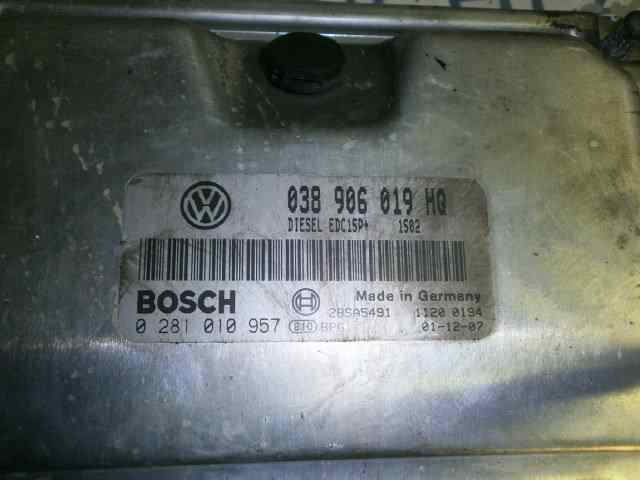 038 906 019 HQ
DIESEL EDC15P+ 1502
BOSCH Made in Germany
28SA5491 1120 0194
0 281 010 957 BPG 01-12-07